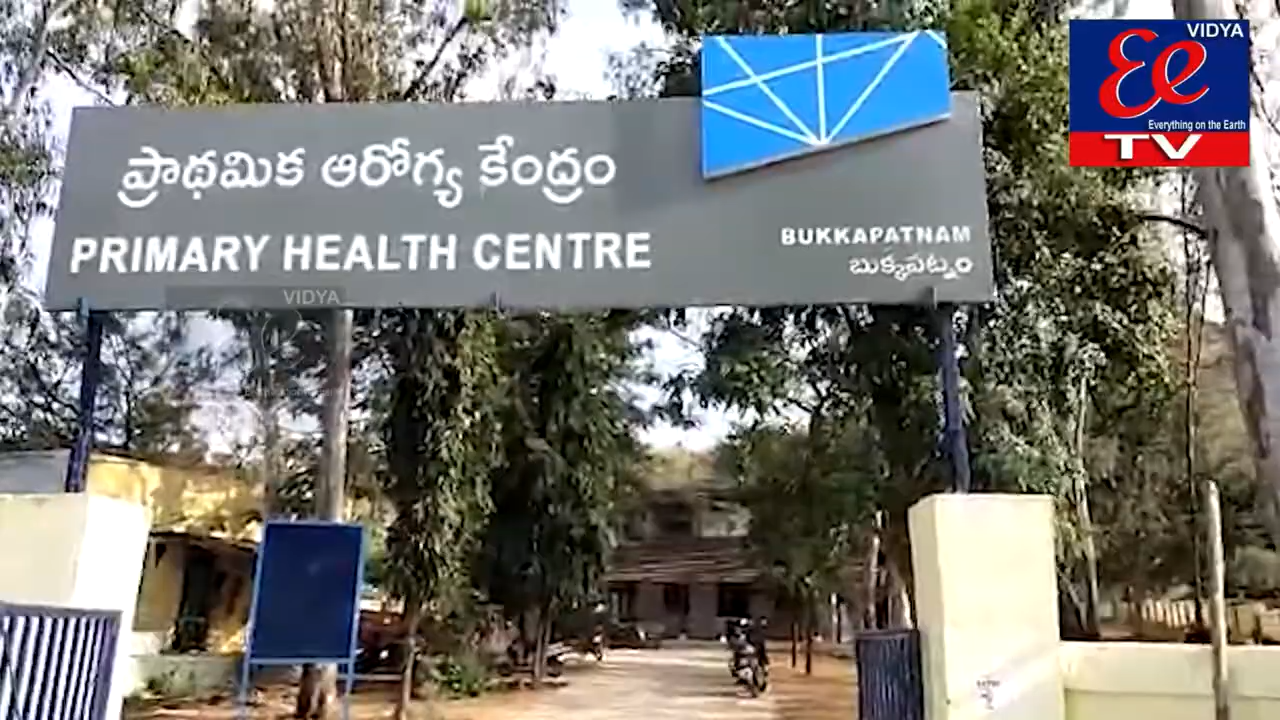 ప్రాథమిక ఆరోగ్య కేంద్రం
PRIMARY HEALTH CENTRE
BUKKAPATNAM
బుక్కపట్నం
VIDYA
Ee
Everything on the Earth
TV
VIDYA